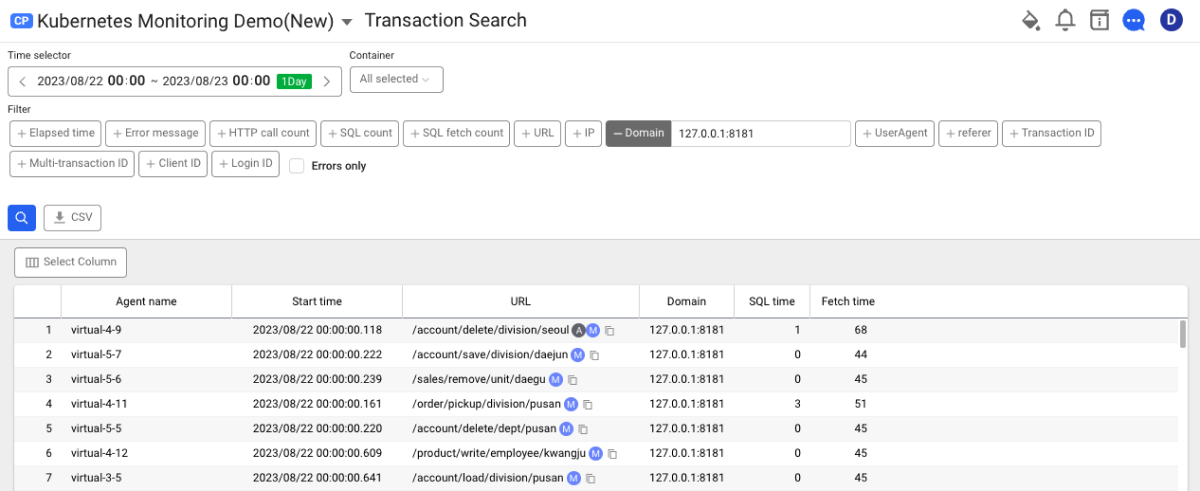 CP Kubernetes Monitoring Demo(New) Transaction Search D
Time selector Container
2023/08/22 00:00 ~ 2023/08/23 00:00 1Day All selected
Filter
+ Elapsed time + Error message + HTTP call count + SQL count + SQL fetch count + URL + IP − Domain 127.0.0.1:8181 + UserAgent + referer + Transaction ID
+ Multi-transaction ID + Client ID + Login ID Errors only
CSV
Select Column
Agent name Start time URL Domain SQL time Fetch time
1 virtual-4-9 2023/08/22 00:00:00.118 /account/delete/division/seoul A M 127.0.0.1:8181 1 68
2 virtual-5-7 2023/08/22 00:00:00.222 /account/save/division/daejun M 127.0.0.1:8181 0 44
3 virtual-5-6 2023/08/22 00:00:00.239 /sales/remove/unit/daegu M 127.0.0.1:8181 0 45
4 virtual-4-11 2023/08/22 00:00:00.161 /order/pickup/division/pusan M 127.0.0.1:8181 3 51
5 virtual-5-5 2023/08/22 00:00:00.220 /account/delete/dept/pusan M 127.0.0.1:8181 0 45
6 virtual-4-12 2023/08/22 00:00:00.609 /product/write/employee/kwangju M 127.0.0.1:8181 0 45
7 virtual-3-5 2023/08/22 00:00:00.641 /account/load/division/pusan M 127.0.0.1:8181 0 45